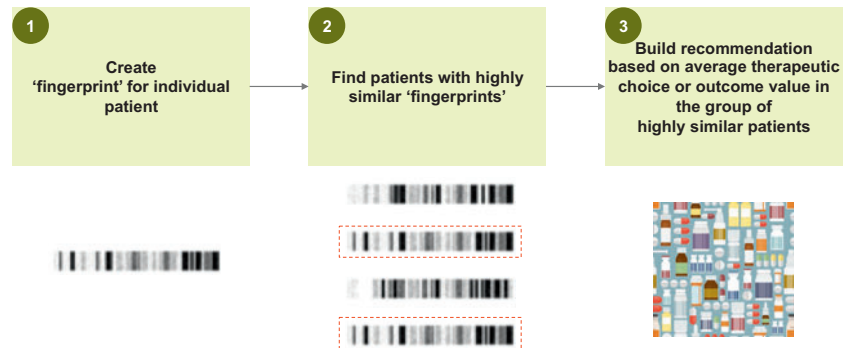 1
Create
‘fingerprint’ for individual
patient
2
Find patients with highly
similar ‘fingerprints’
3
Build recommendation
based on average therapeutic
choice or outcome value in
the group of
highly similar patients